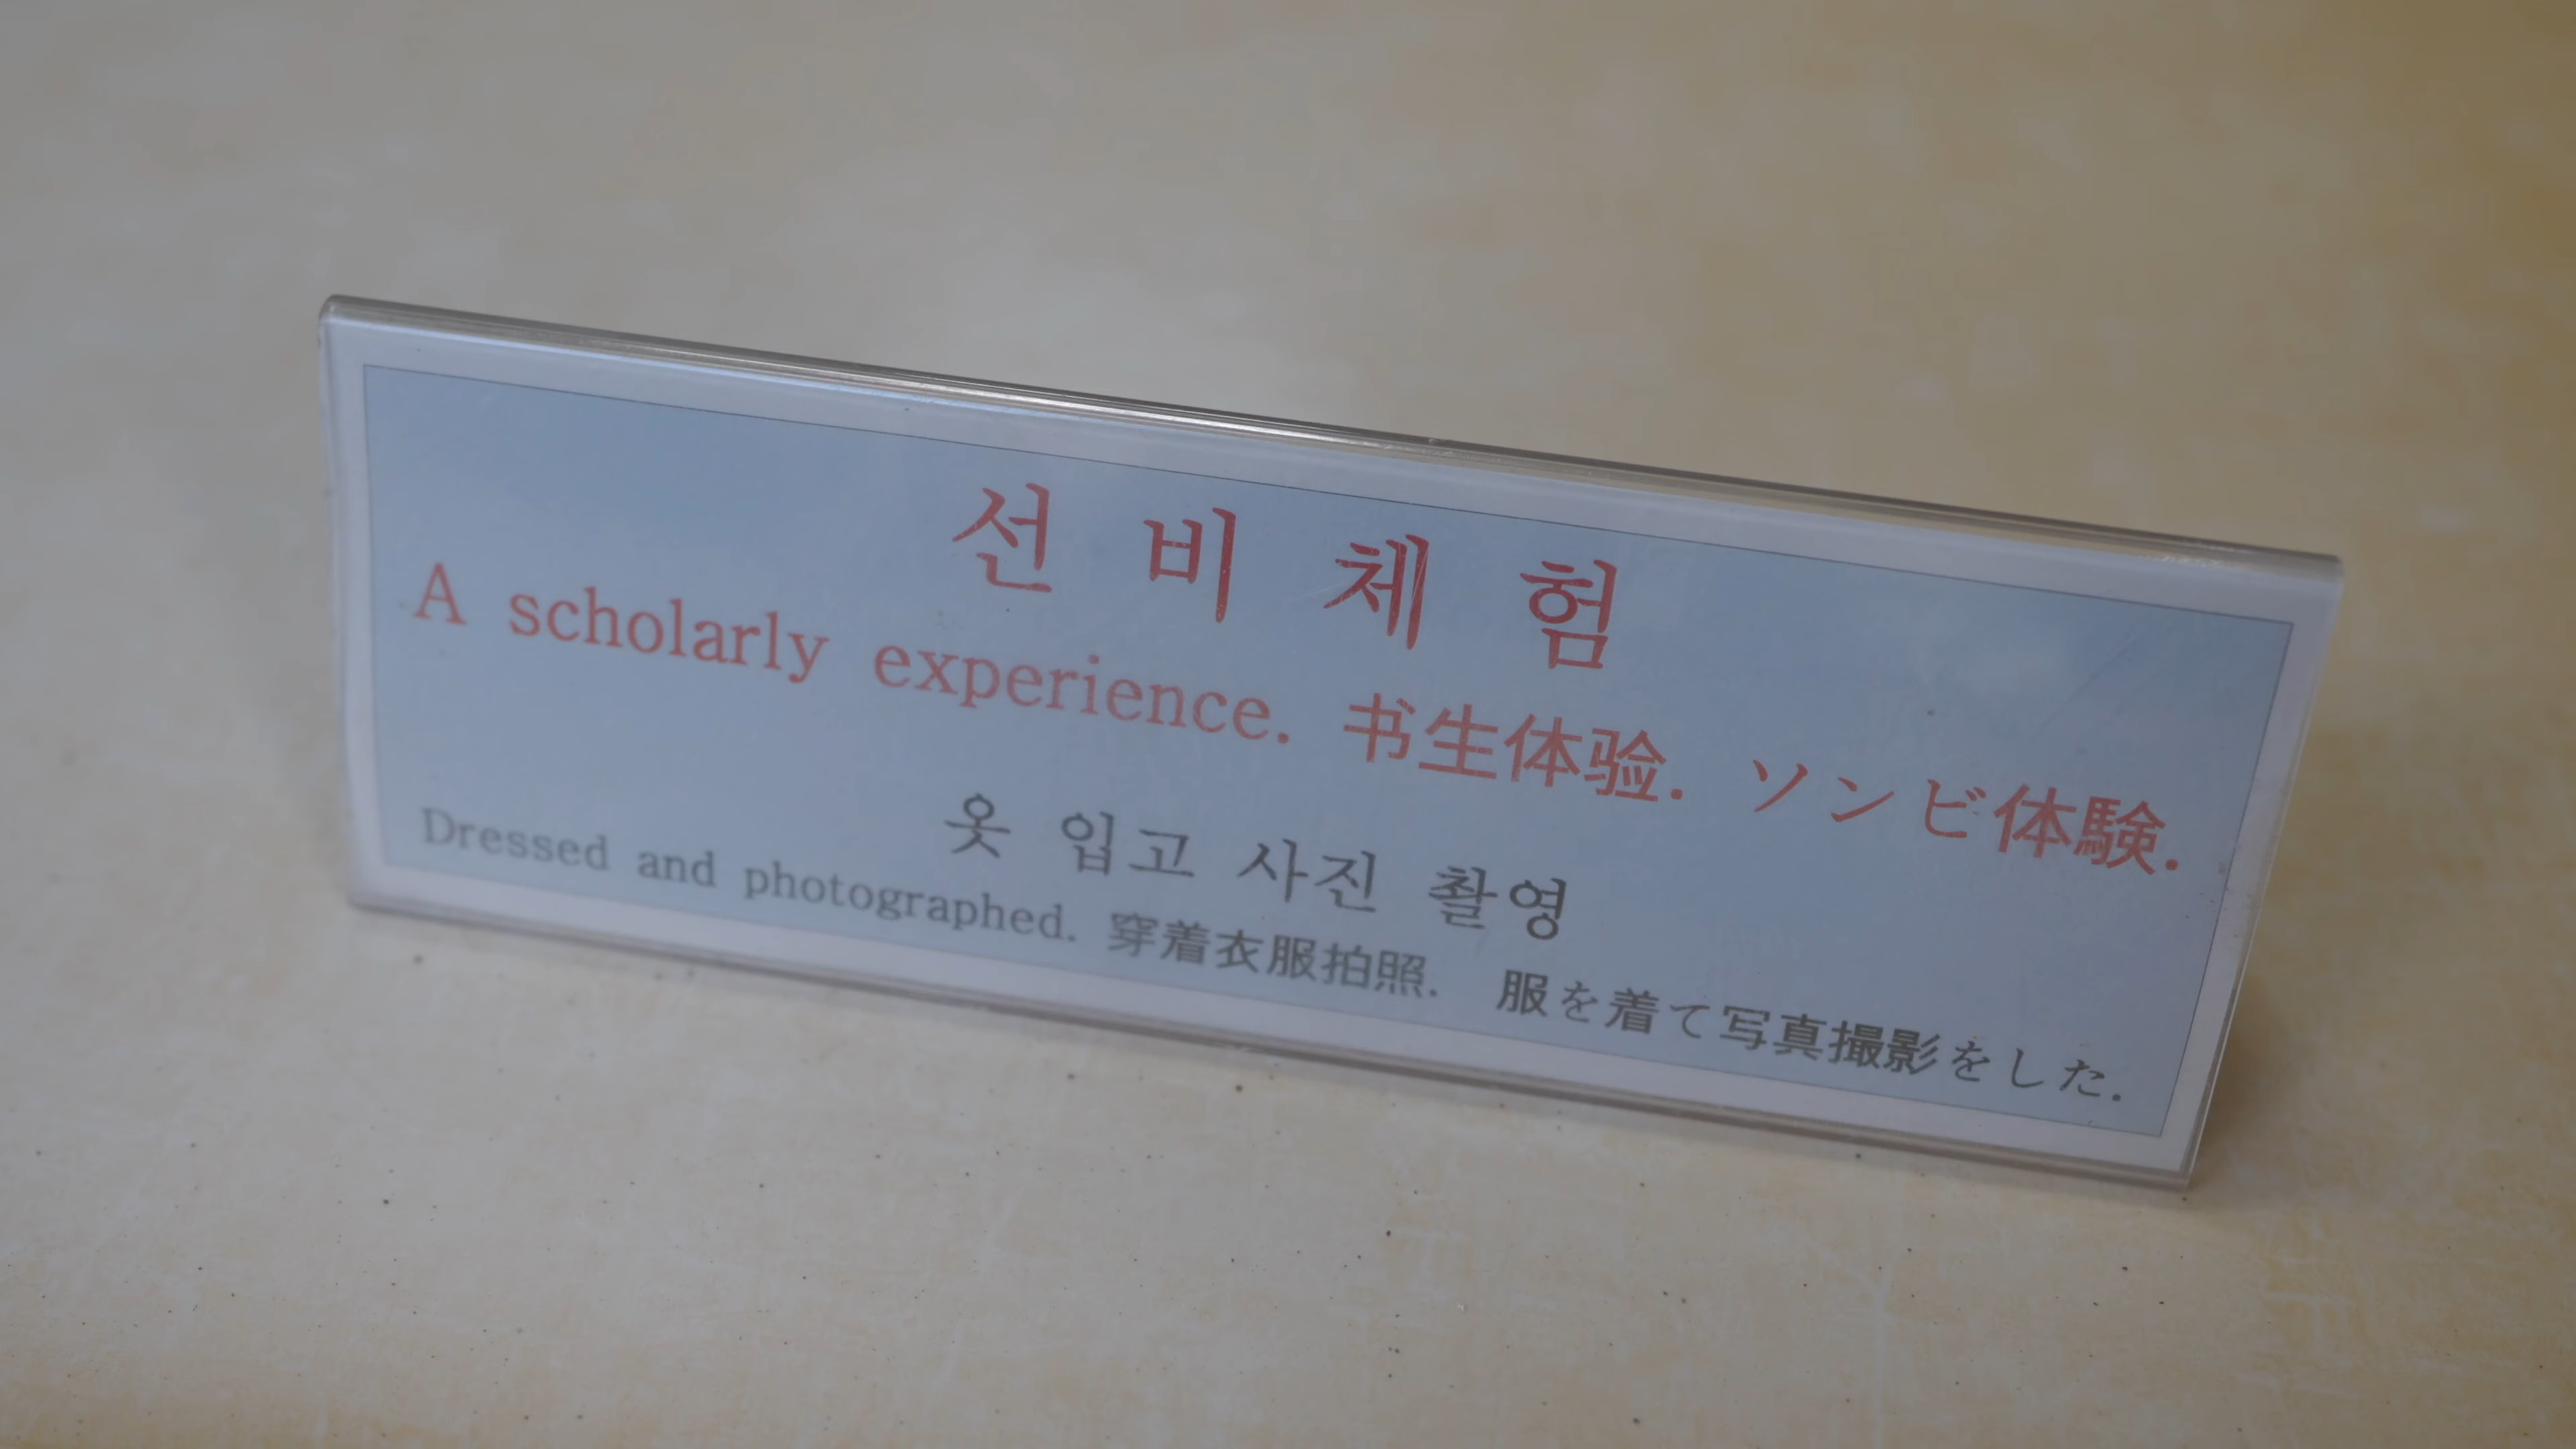 선 비 체 험
A scholarly experience. 书生体验. ソンビ体験.
옷 입고 사진 촬영
Dressed and photographed. 穿着衣服拍照. 服を着て写真撮影をした.